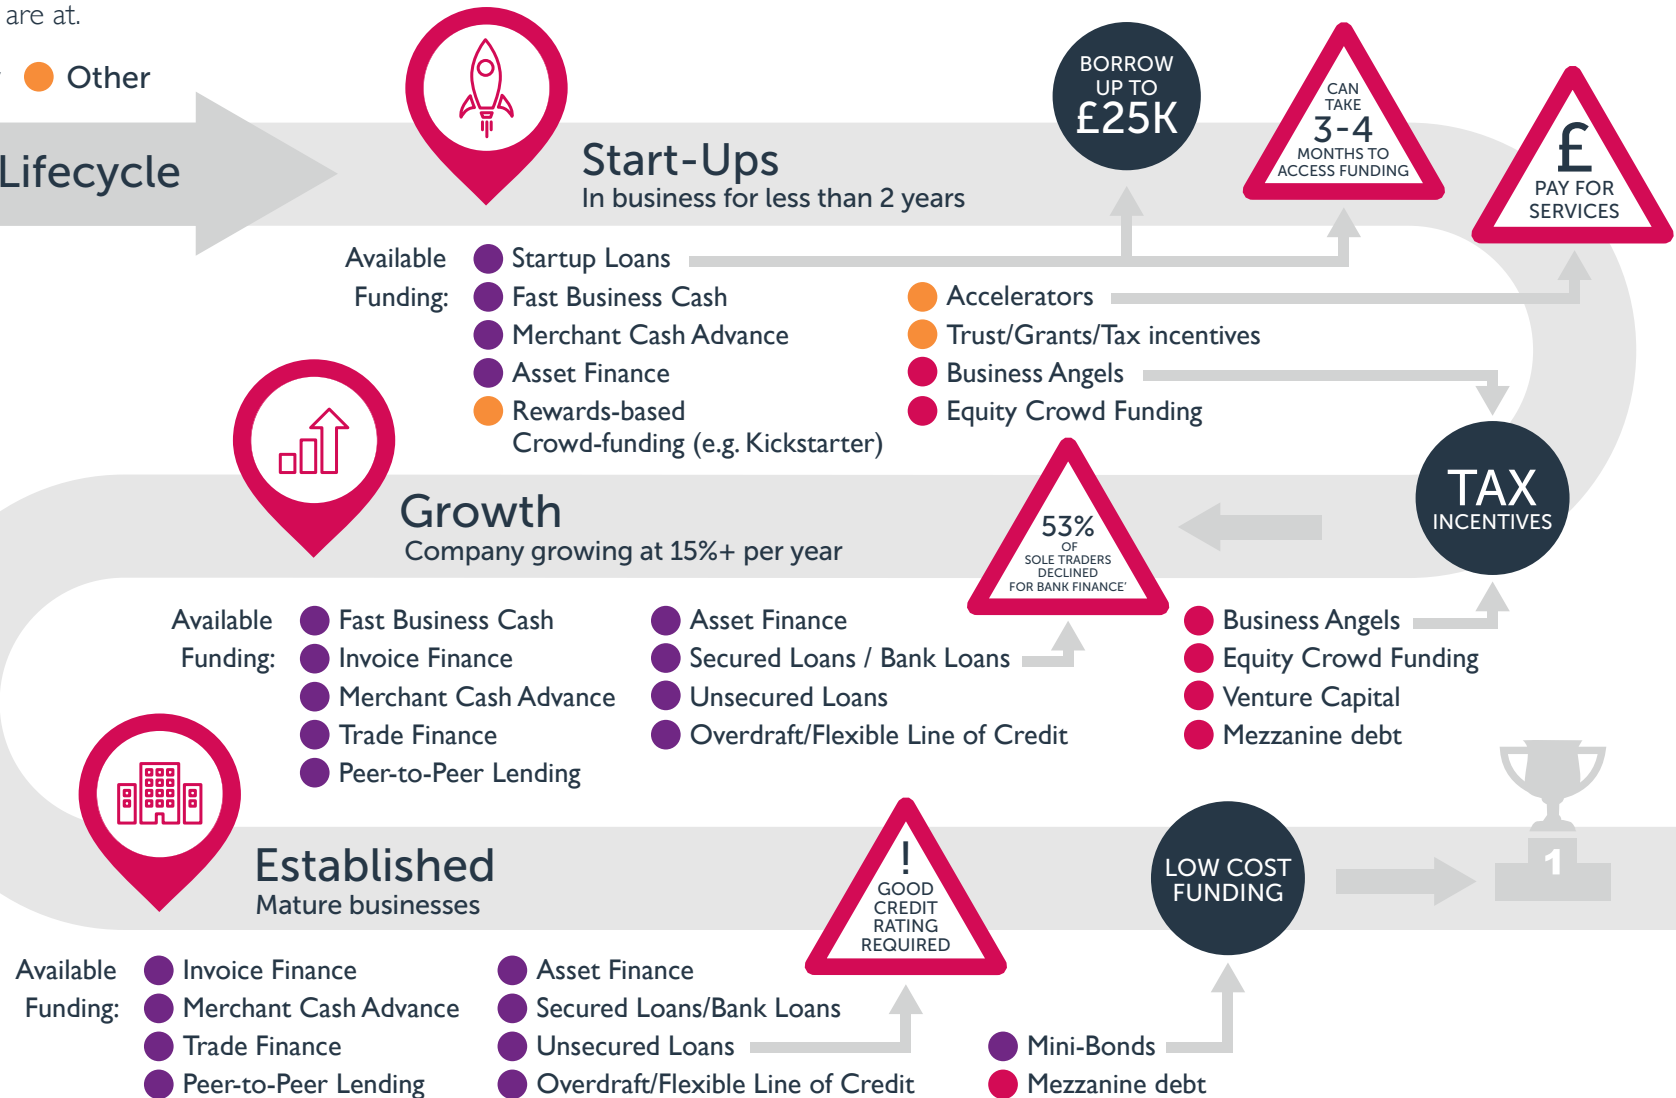 are at.
Other
Lifecycle
Start-Ups
In business for less than 2 years
BORROW
UP TO
£25K
CAN
TAKE
3-4
MONTHS TO
ACCESS FUNDING
£
PAY FOR
SERVICES
Available
Funding:
Startup Loans
Fast Business Cash
Merchant Cash Advance
Asset Finance
Rewards-based
Crowd-funding (e.g. Kickstarter)
Accelerators
Trust/Grants/Tax incentives
Business Angels
Equity Crowd Funding
TAX
INCENTIVES
Growth
Company growing at 15%+ per year
53%
OF
SOLE TRADERS
DECLINED
FOR BANK FINANCE'
Available
Funding:
Fast Business Cash
Invoice Finance
Merchant Cash Advance
Trade Finance
Peer-to-Peer Lending
Asset Finance
Secured Loans / Bank Loans
Unsecured Loans
Overdraft/Flexible Line of Credit
Business Angels
Equity Crowd Funding
Venture Capital
Mezzanine debt
Established
Mature businesses
!
GOOD
CREDIT
RATING
REQUIRED
LOW COST
FUNDING
1
Available
Funding:
Invoice Finance
Merchant Cash Advance
Trade Finance
Peer-to-Peer Lending
Asset Finance
Secured Loans/Bank Loans
Unsecured Loans
Overdraft/Flexible Line of Credit
Mini-Bonds
Mezzanine debt